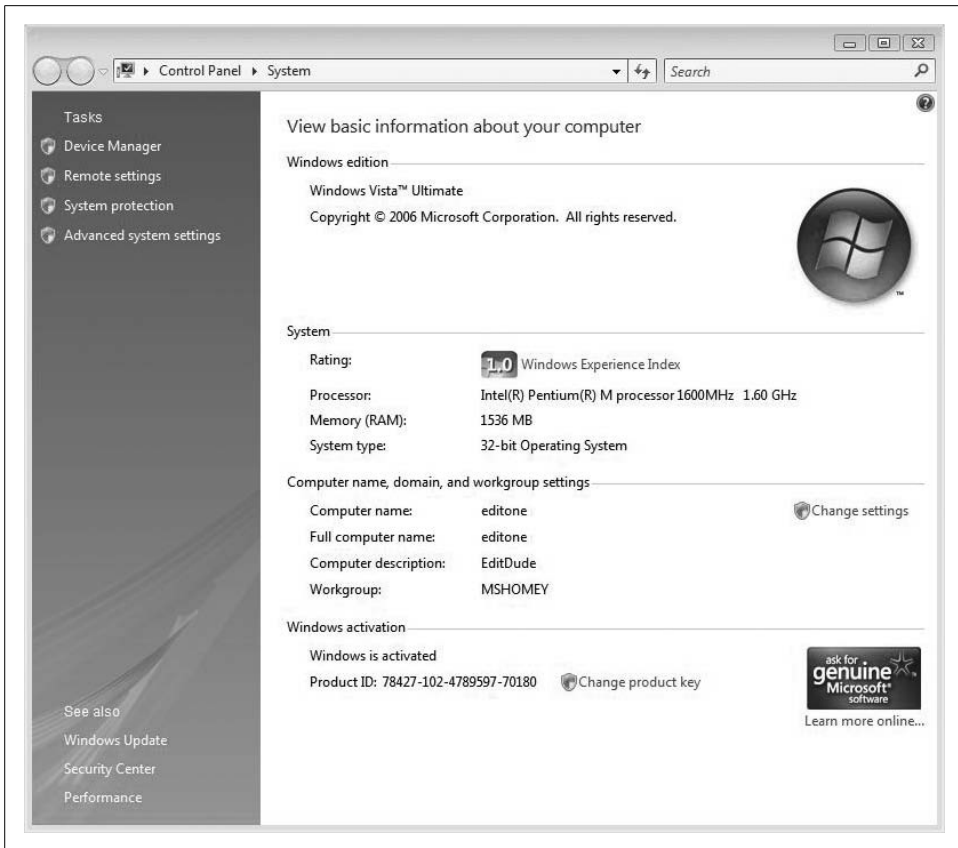 Control Panel System Search
Tasks
Device Manager
Remote settings
System protection
Advanced system settings
See also
Windows Update
Security Center
Performance
View basic information about your computer
Windows edition
Windows Vista™ Ultimate
Copyright © 2006 Microsoft Corporation. All rights reserved.
™
System
Rating: 1.0 Windows Experience Index
Processor: Intel(R) Pentium(R) M processor 1600MHz 1.60 GHz
Memory (RAM): 1536 MB
System type: 32-bit Operating System
Computer name, domain, and workgroup settings
Computer name: editone Change settings
Full computer name: editone
Computer description: EditDude
Workgroup: MSHOMEY
Windows activation
Windows is activated
Product ID: 78427-102-4789597-70180 Change product key
ask for
genuine
Microsoft®
software
Learn more online...